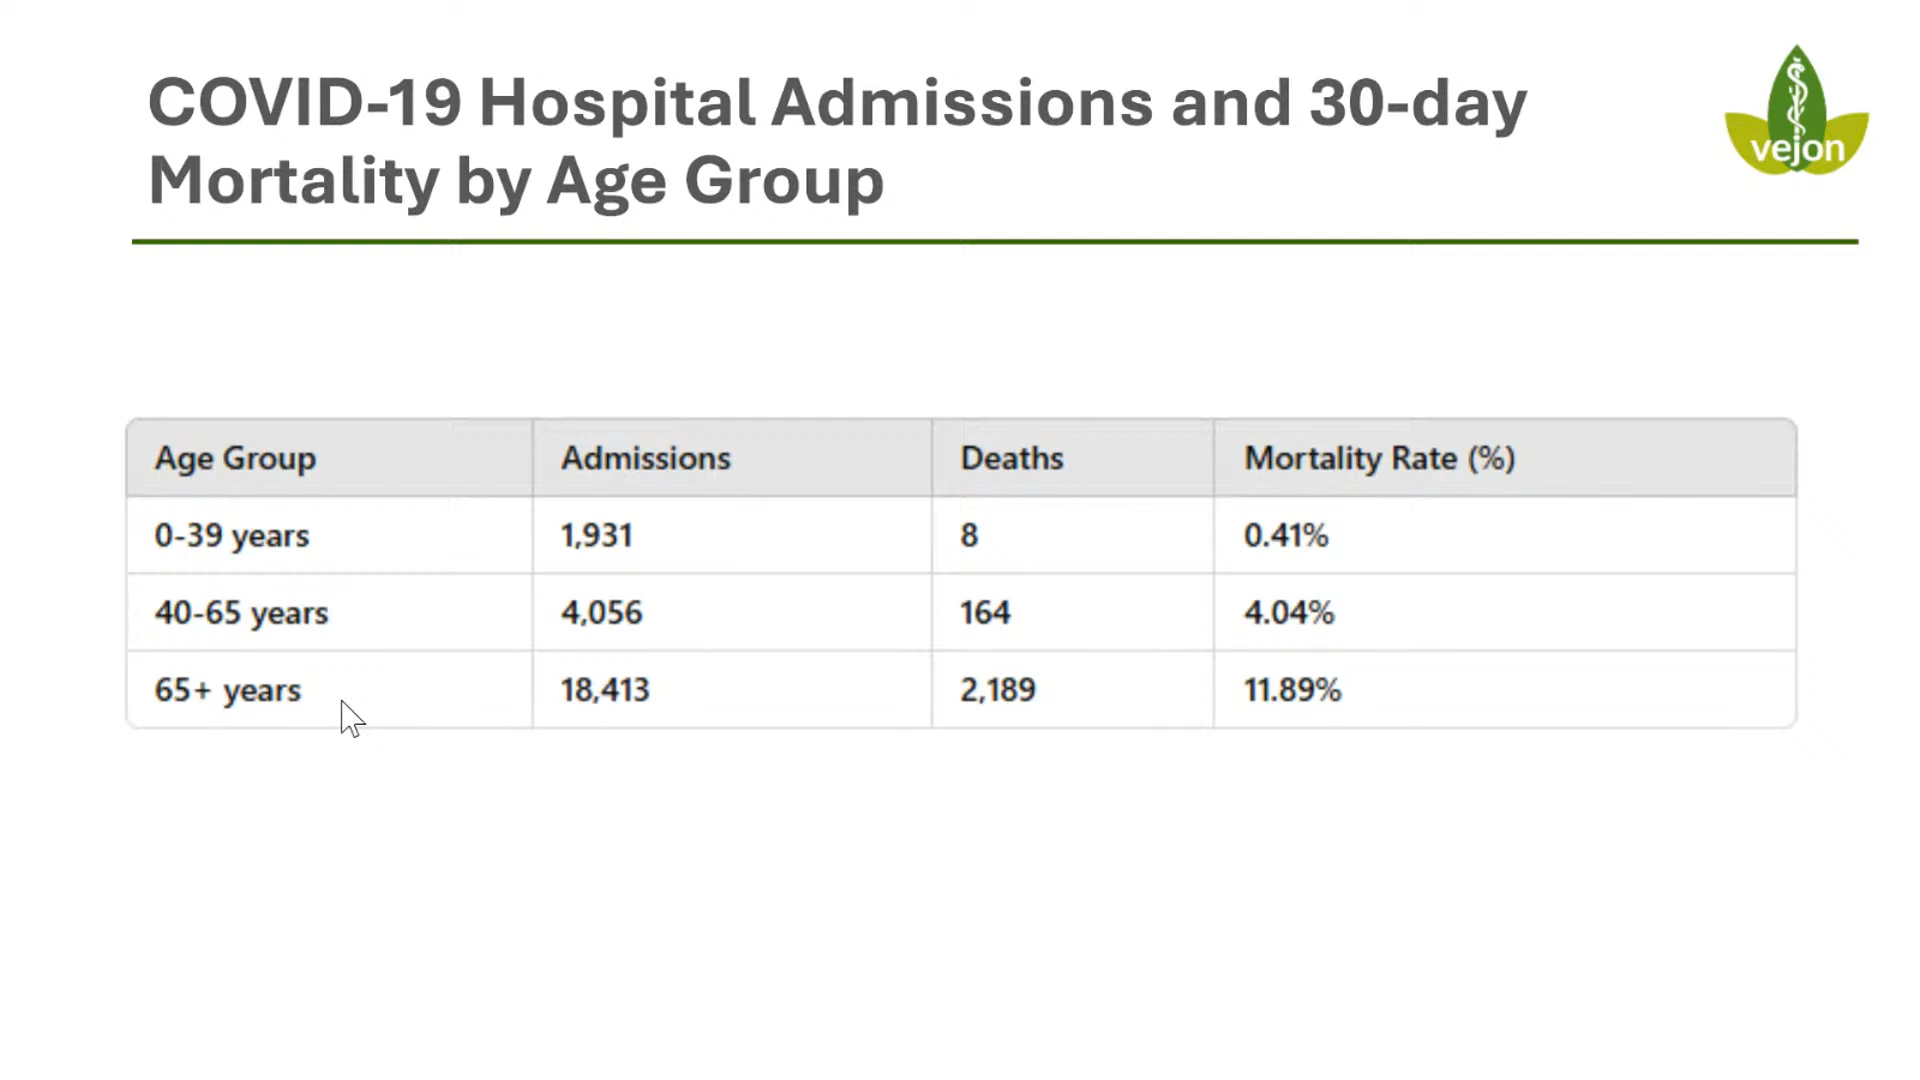 COVID-19 Hospital Admissions and 30-day
Mortality by Age Group
vejon
Age Group Admissions Deaths Mortality Rate (%)
0-39 years 1,931 8 0.41%
40-65 years 4,056 164 4.04%
65+ years 18,413 2,189 11.89%